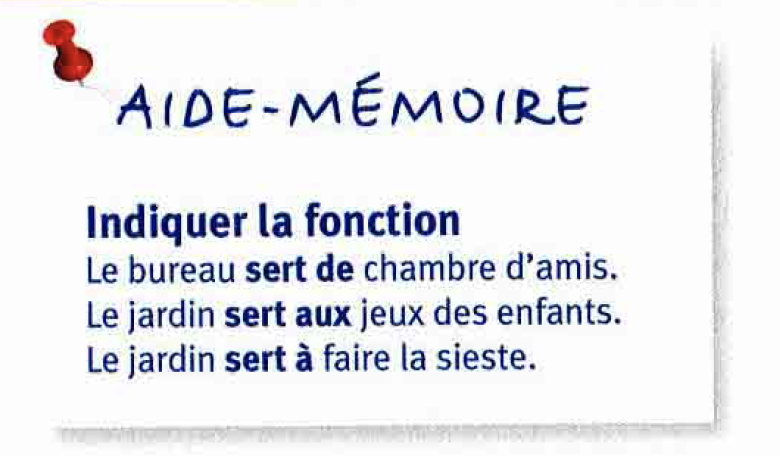 AIDE-MÉMOIRE
Indiquer la fonction
Le bureau sert de chambre d'amis.
Le jardin sert aux jeux des enfants.
Le jardin sert à faire la sieste.